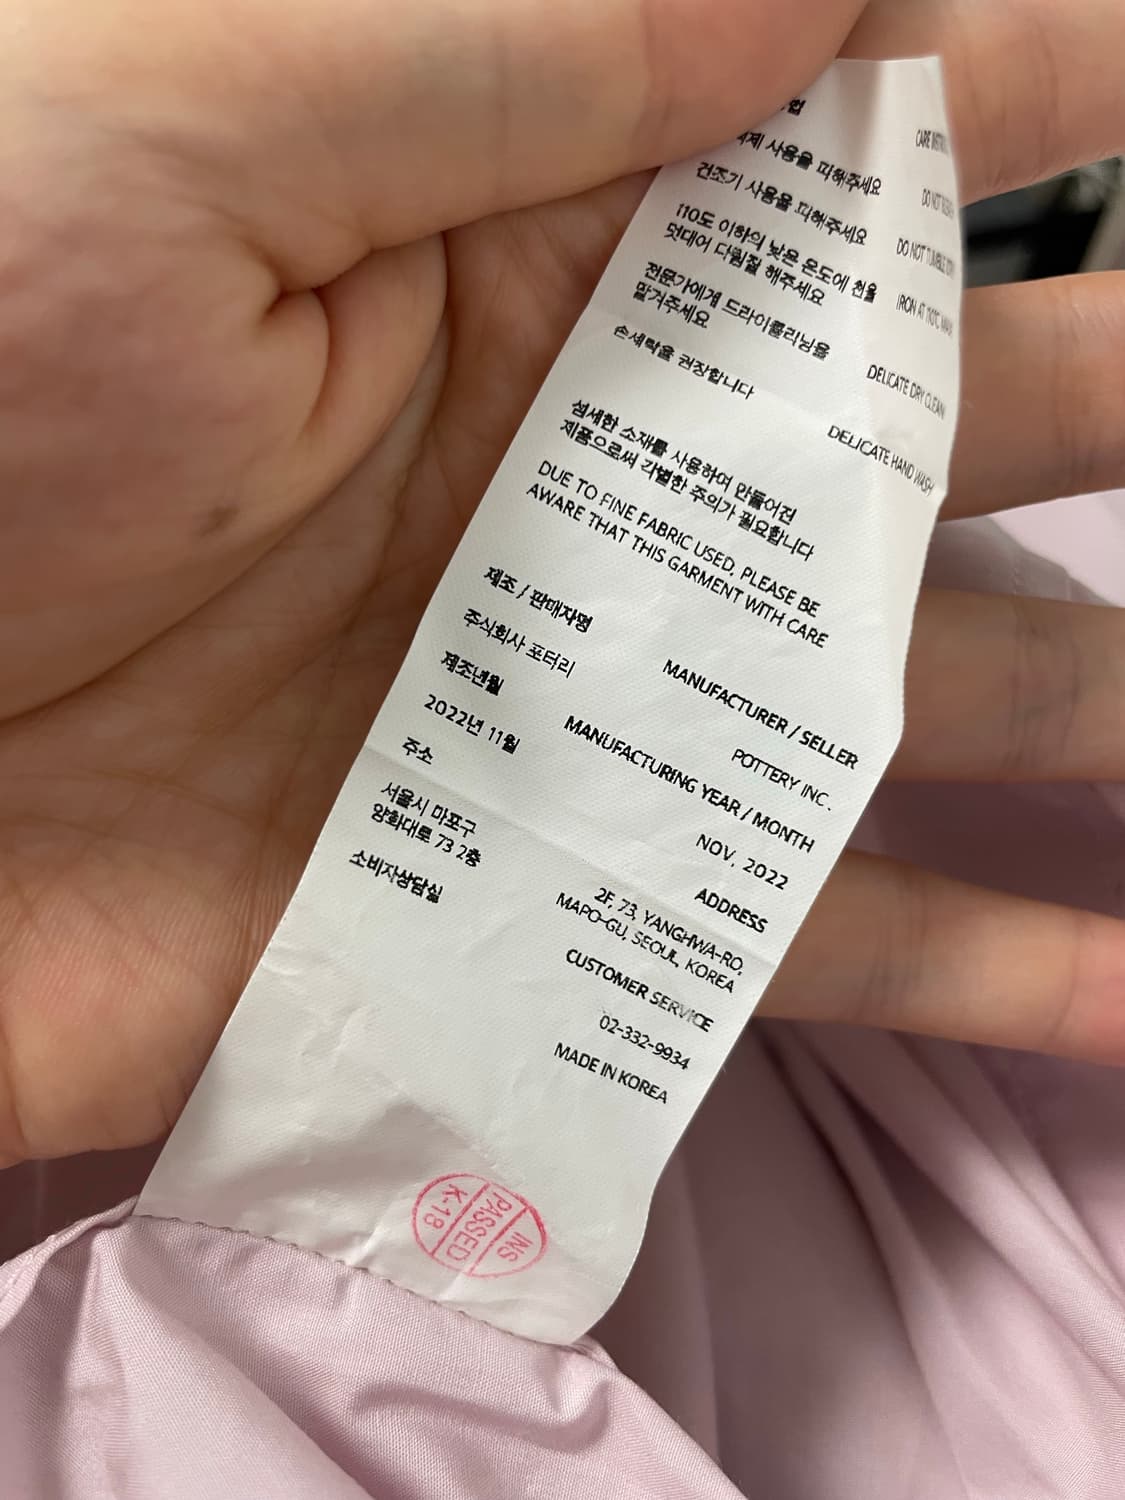 사용을 피해주세요
DO NOT
건조기 사용을 피해주세요
DO NOT TUMBLE DRY
110도 이하의 낮은 온도에 천을
덧대어 다림질 해주세요
IRON AT 110℃
전문가에게 드라이클리닝을
맡겨주세요
DELICATE DRY CLEAN
손세탁을 권장합니다
DELICATE HAND WASH
섬세한 소재를 사용하여 만들어진
제품으로써 각별한 주의가 필요합니다
DUE TO FINE FABRIC USED, PLEASE BE
AWARE THAT THIS GARMENT WITH CARE
제조 / 판매자명
MANUFACTURER / SELLER
주식회사 포터리
POTTERY INC.
제조년월
MANUFACTURING YEAR / MONTH
2022년 11월
NOV, 2022
주소
ADDRESS
서울시 마포구
양화대로 73 2층
2F, 73, YANGHWA-RO,
MAPO-GU, SEOUL, KOREA
소비자상담실
CUSTOMER SERVICE
02-332-9934
MADE IN KOREA
INS
PASSED
K-18